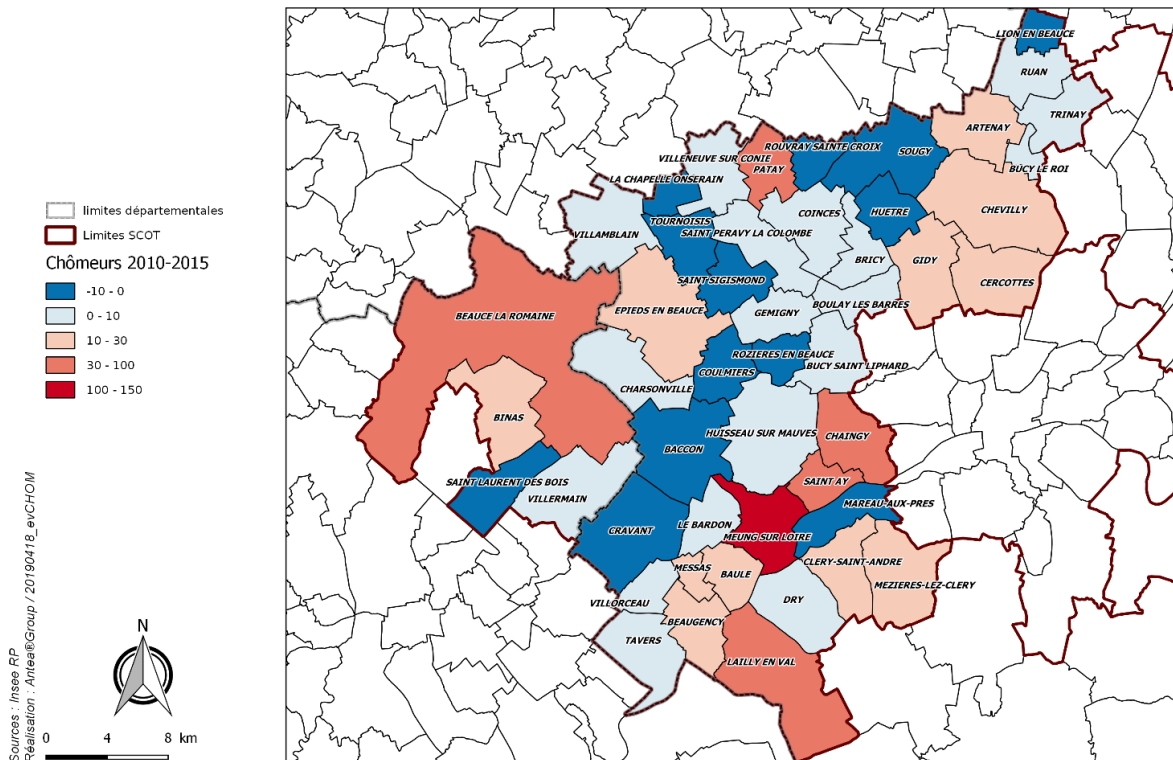 limites départementales
Limites SCOT
Chômeurs 2010-2015
-10 - 0
0 - 10
10 - 30
30 - 100
100 - 150
N
0 4 8 km
Sources : Insee RP
Réalisation : Antea®Group / 20190418_evCHOM
LION EN BEAUCE
RUAN
TRINAY
ARTENAY
BUCY LE ROI
ROUVRAY SAINTE CROIX
SOUGY
VILLENEUVE SUR CONIE
PATAY
LA CHAPELLE ONSERAIN
CHEVILLY
HUETRE
COINCES
TOURNOISIS
SAINT PERAVY LA COLOMBE
VILLAMBLAIN
BRICY
GIDY
CERCOTTES
SAINT SIGISMOND
BOULAY LES BARRES
GEMIGNY
EPIEDS EN BEAUCE
BEAUCE LA ROMAINE
ROZIERES EN BEAUCE
BUCY SAINT LIPHARD
COULMIERS
CHARSONVILLE
BINAS
HUISSEAU SUR MAUVES
CHAINGY
BACCON
SAINT LAURENT DES BOIS
VILLERMAIN
SAINT AY
MAREAU-AUX-PRES
CRAVANT
LE BARDON
MEUNG SUR LOIRE
CLERY-SAINT-ANDRE
MESSAS
BAULE
MEZIERES-LEZ-CLERY
VILLORCEAU
DRY
BEAUGENCY
TAVERS
LAILLY EN VAL